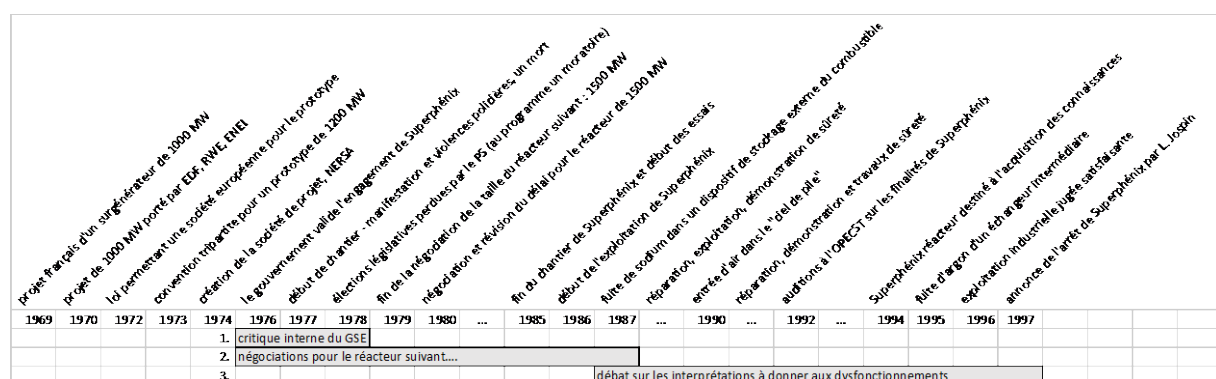 projet français d'un surgénérateur de 1000 MW
projet de 1000 MW porté par EDF, RWE, ENEL
loi permettant une société européenne pour le prototype
convention tripartite pour un prototype de 1200 MW
création de la société de projet, NERSA
le gouvernement valide l'engagement de Superphénix
début de chantier - manifestation et violences policières, un mort
élections législatives perdues par le PS (au programme un moratoire)
fin de la négociation de la taille du réacteur suivant : 1500 MW
négociation et révision du délai pour le réacteur de 1500 MW
fin du chantier de Superphénix et début des essais
début de l'exploitation de Superphénix
fuite de sodium dans un dispositif de stockage externe du combustible
réparation, exploitation, démonstration de sûreté
entrée d'air dans le "ciel de pile"
réparation, démonstration et travaux de sûreté
auditions à l'OPECST sur les finalités de Superphénix
Superphénix réacteur destiné à l'acquisition des connaissances
fuite d'argon d'un échangeur intermédiaire
exploitation industrielle jugée satisfaisante
annonce de l'arrêt de Superphénix par L. Jospin
1969 1970 1972 1973 1974 1976 1977 1978 1979 1980 ... 1985 1986 1987 ... 1990 ... 1992 ... 1994 1995 1996 1997
1. critique interne du GSE
2. négociations pour le réacteur suivant....
3. débat sur les interprétations à donner aux dysfonctionnements